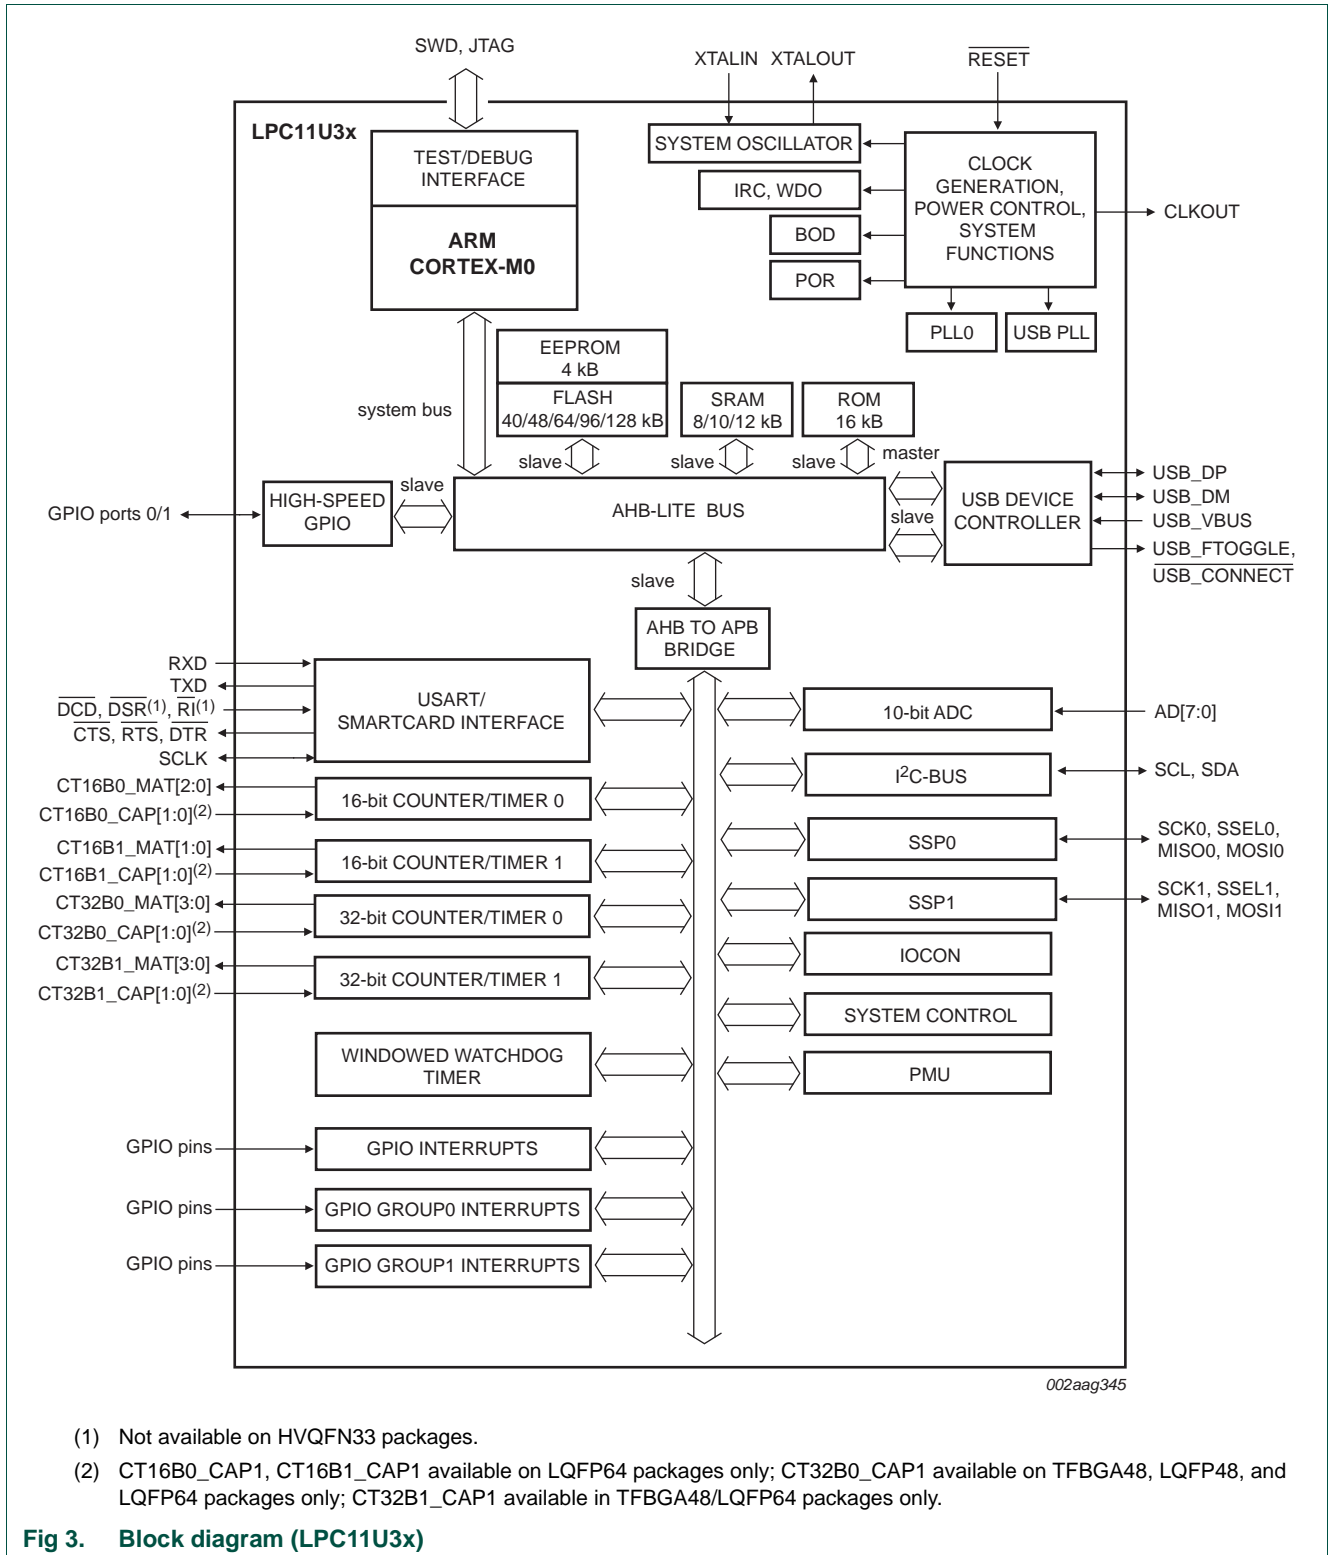 SWD, JTAG
XTALIN XTALOUT
RESET
LPC11U3x
TEST/DEBUG
INTERFACE
ARM
CORTEX-M0
SYSTEM OSCILLATOR
IRC, WDO
BOD
POR
CLOCK
GENERATION,
POWER CONTROL,
SYSTEM
FUNCTIONS
CLKOUT
PLL0
USB PLL
system bus
EEPROM
4 kB
FLASH
40/48/64/96/128 kB
SRAM
8/10/12 kB
ROM
16 kB
slave
slave
slave
master
slave
slave
GPIO ports 0/1
HIGH-SPEED
GPIO
AHB-LITE BUS
USB DEVICE
CONTROLLER
USB_DP
USB_DM
USB_VBUS
USB_FTOGGLE,
USB_CONNECT
slave
AHB TO APB
BRIDGE
RXD
TXD
DCD, DSR(1), RI(1)
CTS, RTS, DTR
SCLK
USART/
SMARTCARD INTERFACE
CT16B0_MAT[2:0]
CT16B0_CAP[1:0](2)
16-bit COUNTER/TIMER 0
CT16B1_MAT[1:0]
CT16B1_CAP[1:0](2)
16-bit COUNTER/TIMER 1
CT32B0_MAT[3:0]
CT32B0_CAP[1:0](2)
32-bit COUNTER/TIMER 0
CT32B1_MAT[3:0]
CT32B1_CAP[1:0](2)
32-bit COUNTER/TIMER 1
WINDOWED WATCHDOG
TIMER
GPIO pins
GPIO INTERRUPTS
GPIO pins
GPIO GROUP0 INTERRUPTS
GPIO pins
GPIO GROUP1 INTERRUPTS
10-bit ADC
AD[7:0]
I2C-BUS
SCL, SDA
SSP0
SCK0, SSEL0,
MISO0, MOSI0
SSP1
SCK1, SSEL1,
MISO1, MOSI1
IOCON
SYSTEM CONTROL
PMU
002aag345
(1) Not available on HVQFN33 packages.
(2) CT16B0_CAP1, CT16B1_CAP1 available on LQFP64 packages only; CT32B0_CAP1 available on TFBGA48, LQFP48, and
LQFP64 packages only; CT32B1_CAP1 available in TFBGA48/LQFP64 packages only.
Fig 3. Block diagram (LPC11U3x)